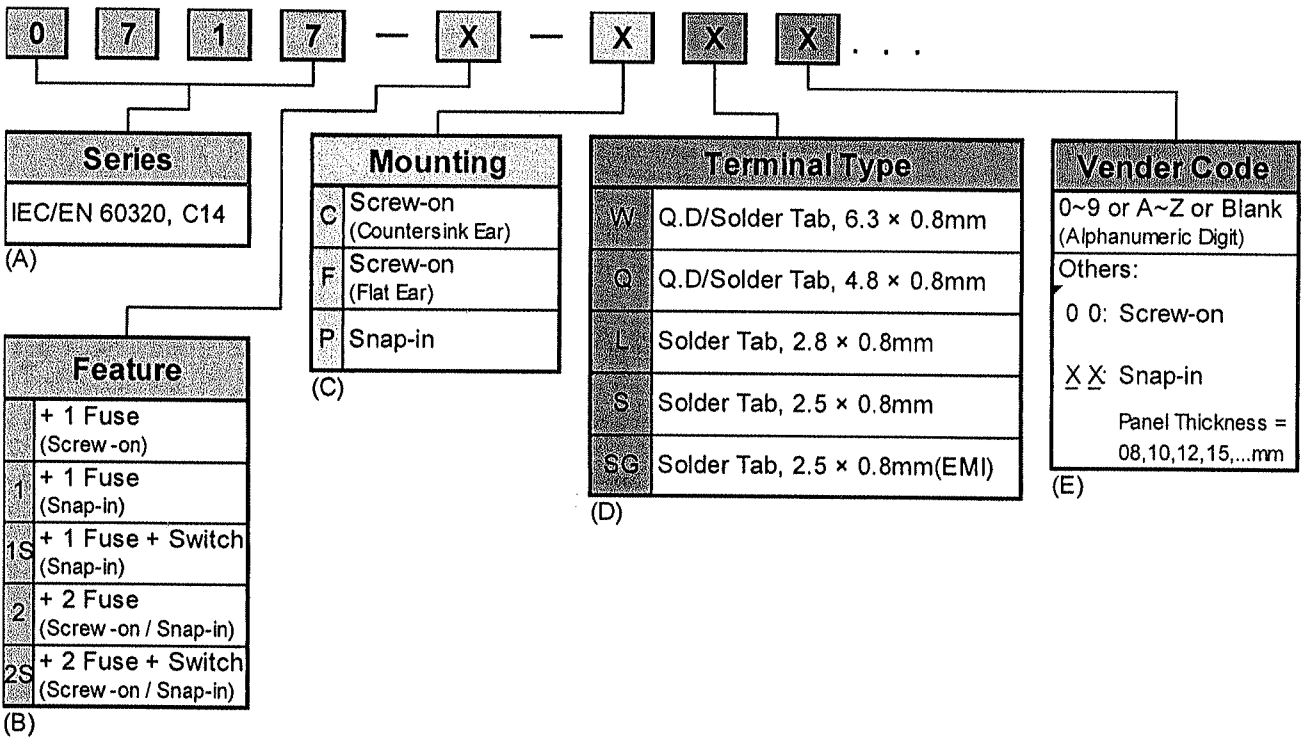 0 7 1 7 — X — X X X . . .
Series
IEC/EN 60320, C14
(A)
Feature
+ 1 Fuse
(Screw-on)
1 + 1 Fuse
(Snap-in)
1S + 1 Fuse + Switch
(Snap-in)
2 + 2 Fuse
(Screw-on / Snap-in)
2S + 2 Fuse + Switch
(Screw-on / Snap-in)
(B)
Mounting
C Screw-on
(Countersink Ear)
F Screw-on
(Flat Ear)
P Snap-in
(C)
Terminal Type
W Q.D/Solder Tab, 6.3 × 0.8mm
Q Q.D/Solder Tab, 4.8 × 0.8mm
L Solder Tab, 2.8 × 0.8mm
S Solder Tab, 2.5 × 0.8mm
SG Solder Tab, 2.5 × 0.8mm(EMI)
(D)
Vender Code
0~9 or A~Z or Blank
(Alphanumeric Digit)
Others:
0 0: Screw-on
X X: Snap-in
Panel Thickness =
08,10,12,15,...mm
(E)